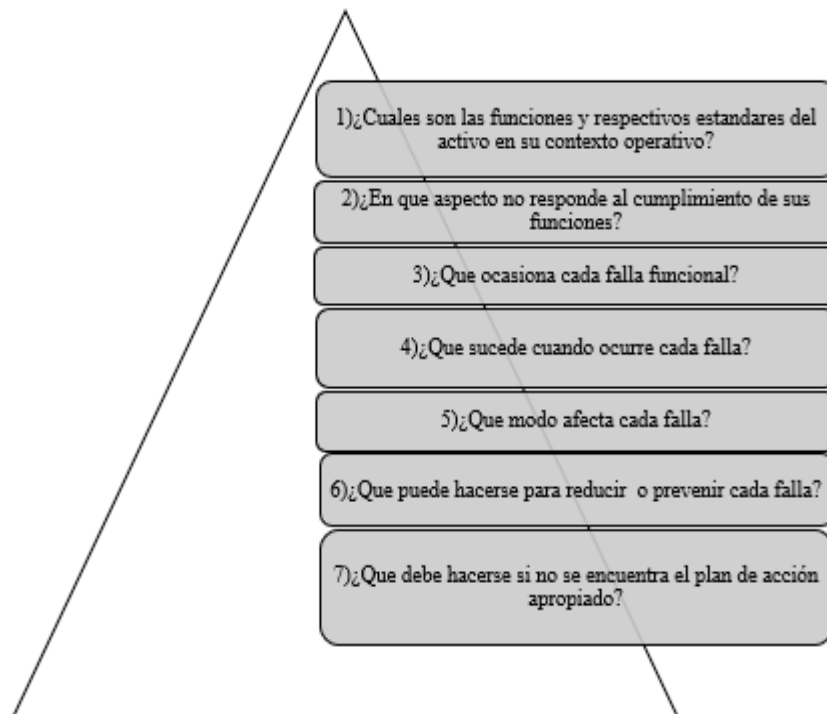 1)¿Cuales son las funciones y respectivos estandares del
activo en su contexto operativo?
2)¿En que aspecto no responde al cumplimiento de sus
funciones?
3)¿Que ocasiona cada falla funcional?
4)¿Que sucede cuando ocurre cada falla?
5)¿Que modo afecta cada falla?
6)¿Que puede hacerse para reducir  o prevenir cada falla?
7)¿Que debe hacerse si no se encuentra el plan de acción
apropiado?